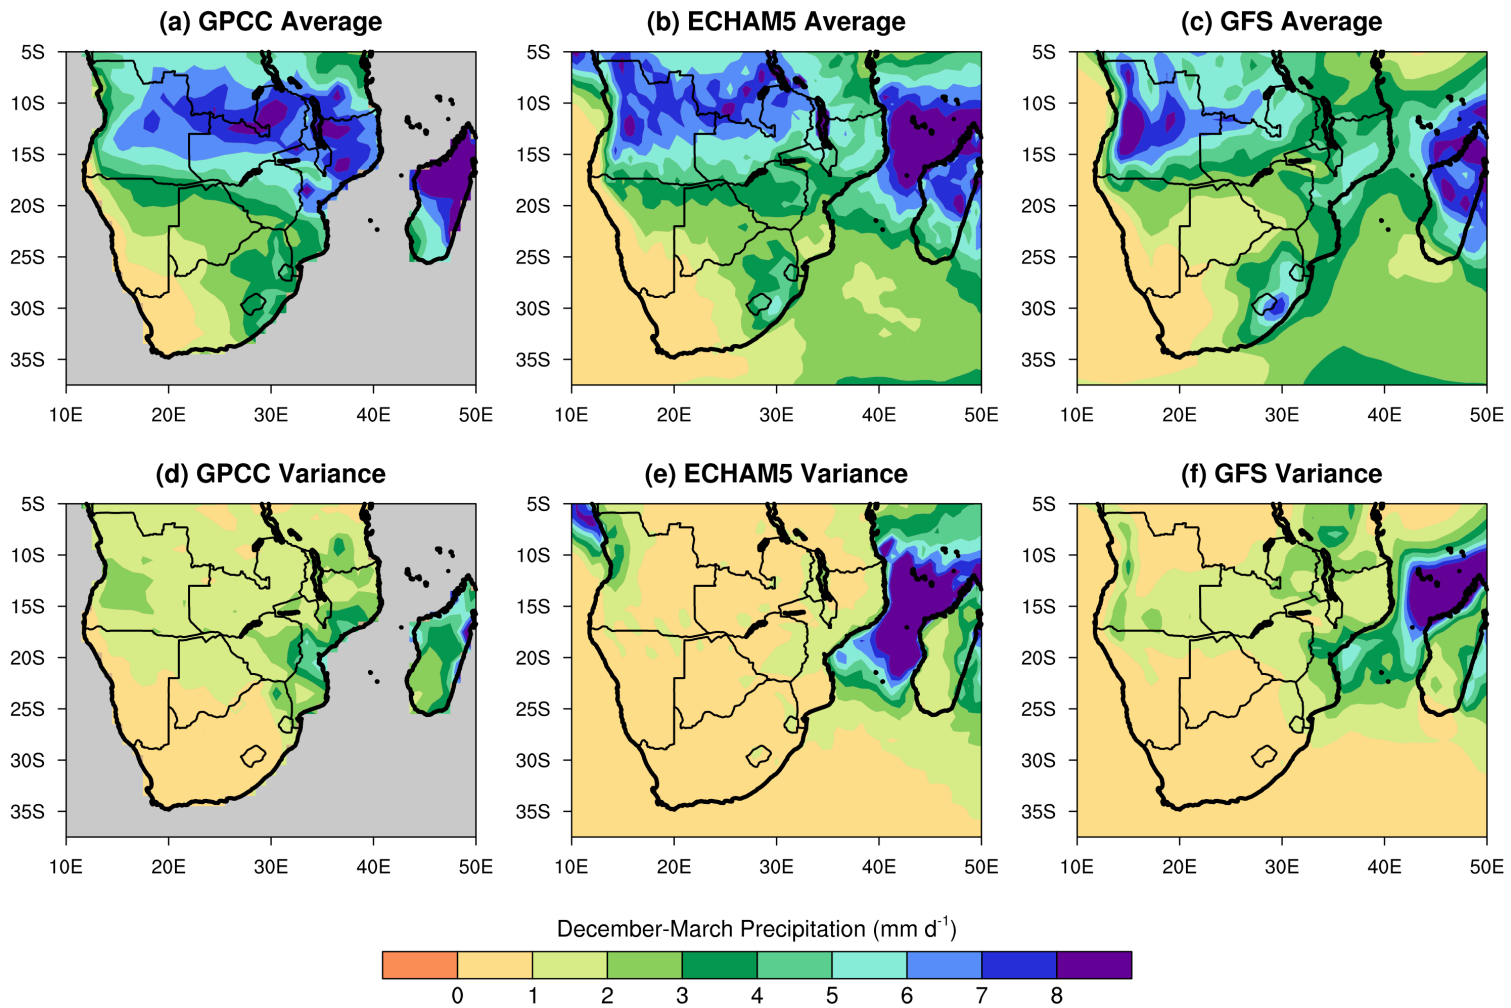 (a) GPCC Average
(b) ECHAM5 Average
(c) GFS Average
5S
10S
15S
20S
25S
30S
35S
10E 20E 30E 40E 50E
5S
10S
15S
20S
25S
30S
35S
10E 20E 30E 40E 50E
5S
10S
15S
20S
25S
30S
35S
10E 20E 30E 40E 50E
(d) GPCC Variance
(e) ECHAM5 Variance
(f) GFS Variance
5S
10S
15S
20S
25S
30S
35S
10E 20E 30E 40E 50E
5S
10S
15S
20S
25S
30S
35S
10E 20E 30E 40E 50E
5S
10S
15S
20S
25S
30S
35S
10E 20E 30E 40E 50E
December-March Precipitation (mm d⁻¹)
0 1 2 3 4 5 6 7 8